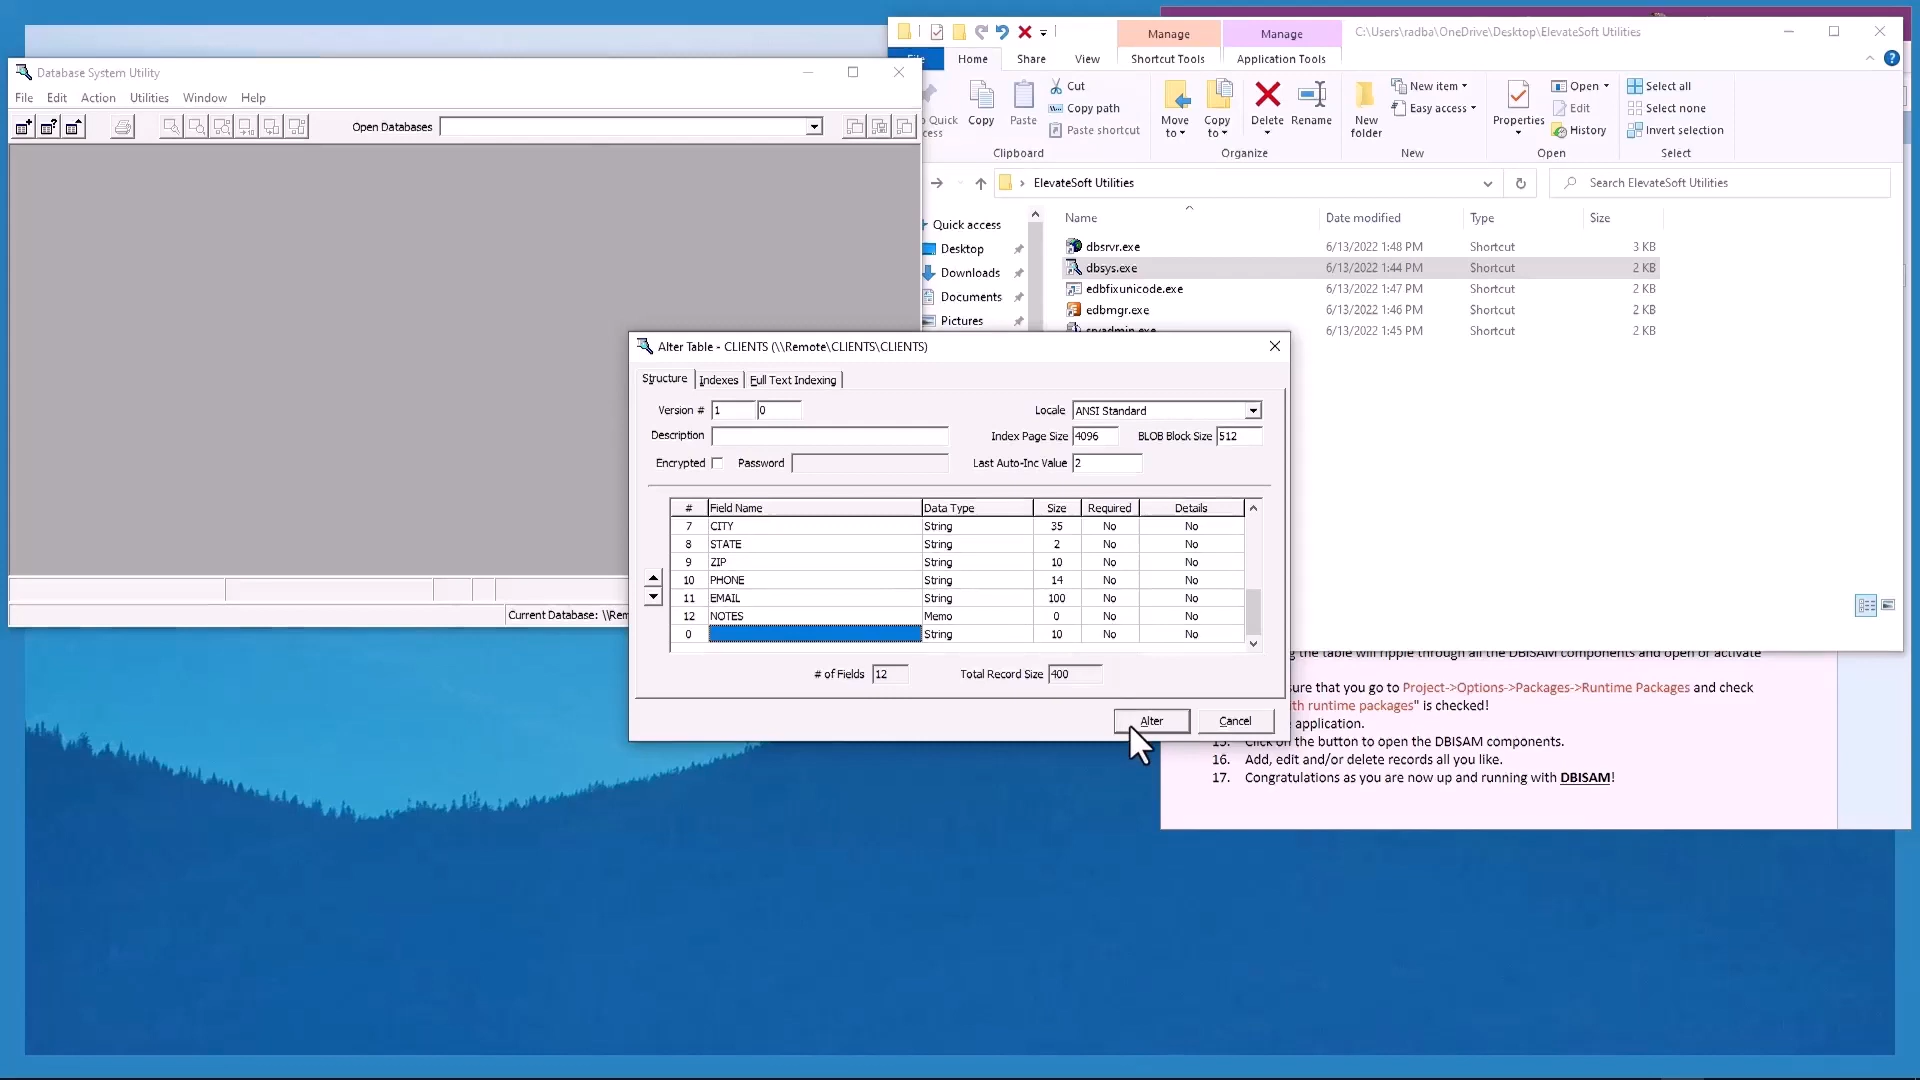 Database System Utility
File Edit Action Utilities Window Help
Open Databases
Current Database: \\Rem
Manage Manage C:\Users\radba\OneDrive\Desktop\ElevateSoft Utilities
Home Share View Shortcut Tools Application Tools
Quick
Copy
Paste
Cut
Copy path
Paste shortcut
Clipboard
Move to
Copy to
Delete
Rename
Organize
New folder
New item
Easy access
New
Properties
Open
Edit
History
Open
Select all
Select none
Invert selection
Select
ElevateSoft Utilities
Search ElevateSoft Utilities
Quick access
Desktop
Downloads
Documents
Pictures
Name Date modified Type Size
dbsrvr.exe 6/13/2022 1:48 PM Shortcut 3 KB
dbsys.exe 6/13/2022 1:44 PM Shortcut 2 KB
edbfixunicode.exe 6/13/2022 1:47 PM Shortcut 2 KB
edbmgr.exe 6/13/2022 1:46 PM Shortcut 2 KB
srvadmin.exe 6/13/2022 1:45 PM Shortcut 2 KB
Alter Table - CLIENTS (\\Remote\CLIENTS\CLIENTS)
Structure Indexes Full Text Indexing
Version # 1 0 Locale ANSI Standard
Description Index Page Size 4096 BLOB Block Size 512
Encrypted Password Last Auto-Inc Value 2
# Field Name Data Type Size Required Details
7 CITY String 35 No No
8 STATE String 2 No No
9 ZIP String 10 No No
10 PHONE String 14 No No
11 EMAIL String 100 No No
12 NOTES Memo 0 No No
0 String 10 No No
# of Fields 12 Total Record Size 400
Alter Cancel
the table will ripple through all the DBISAM components and open or activate
sure that you go to Project->Options->Packages->Runtime Packages and check
runtime packages" is checked!
application.
15. Click on the button to open the DBISAM components.
16. Add, edit and/or delete records all you like.
17. Congratulations as you are now up and running with DBISAM!